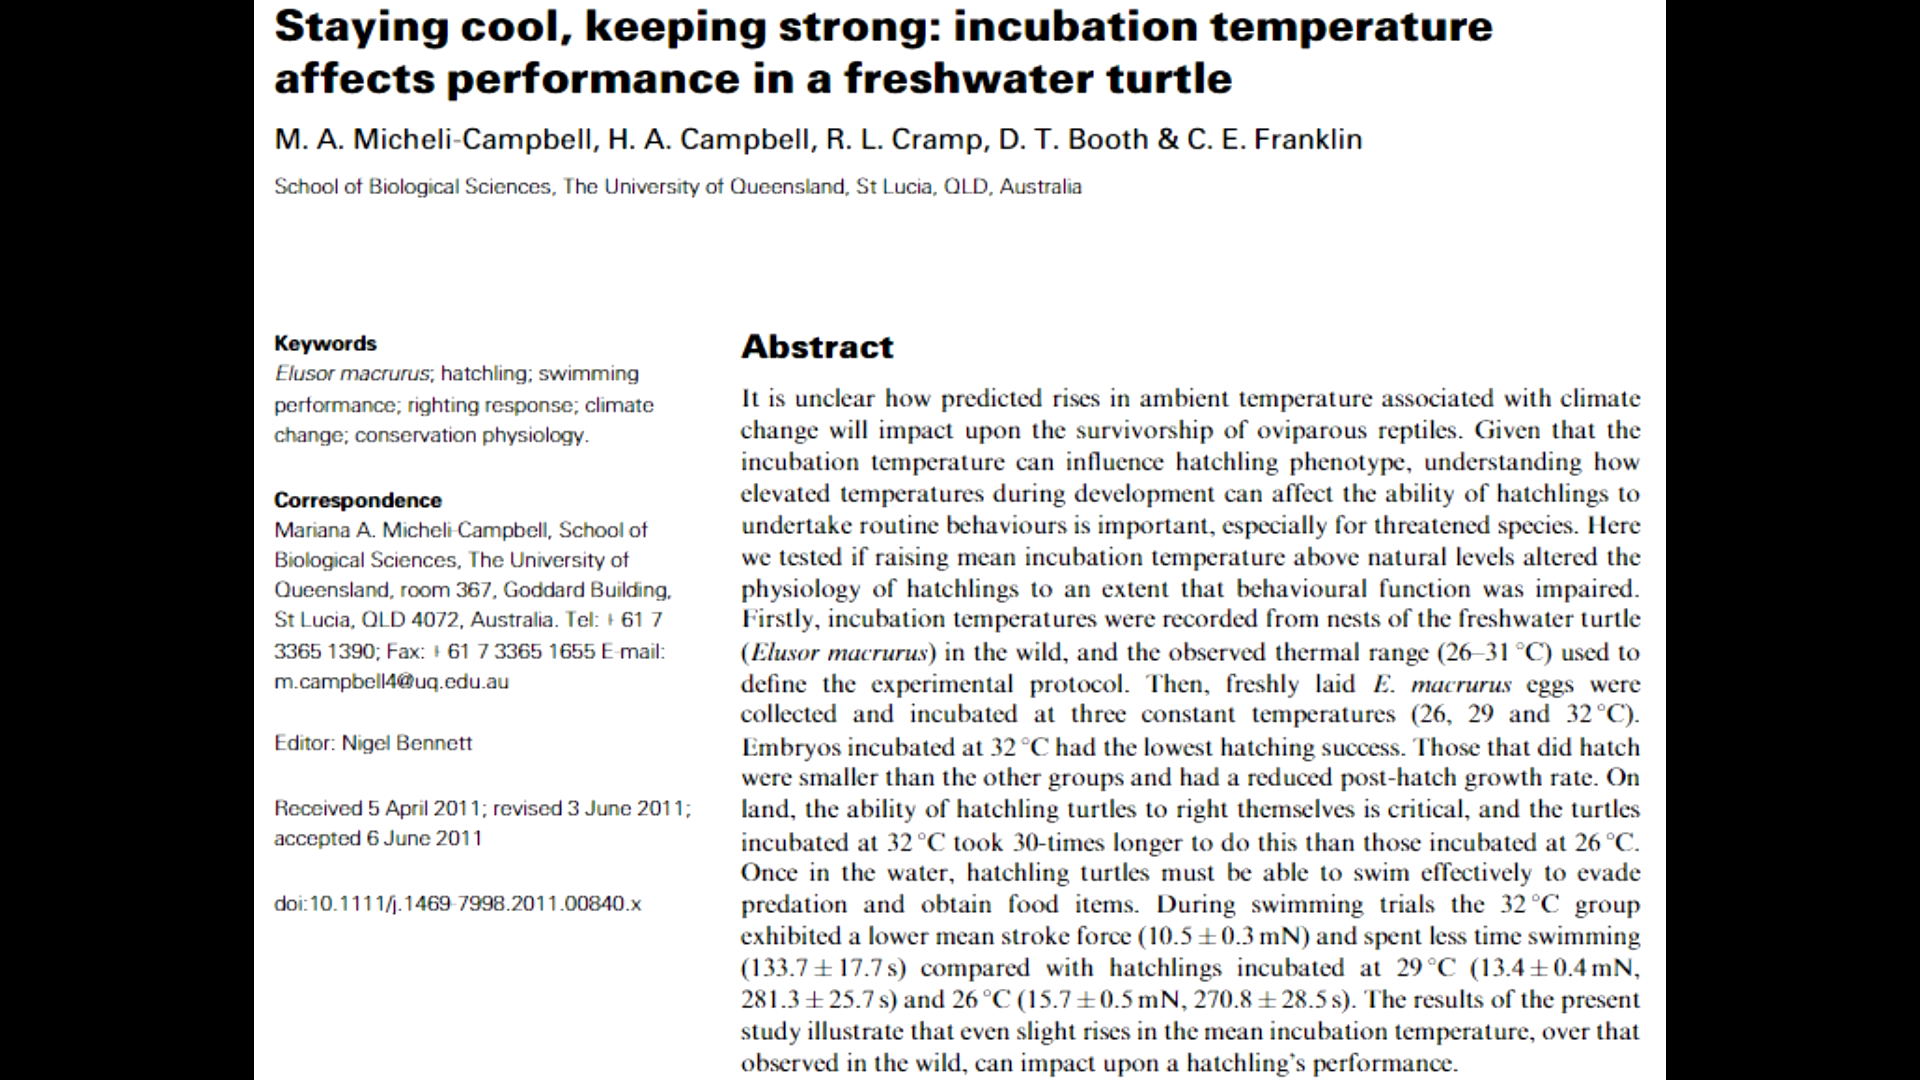 Staying cool, keeping strong: incubation temperature
affects performance in a freshwater turtle
M. A. Micheli-Campbell, H. A. Campbell, R. L. Cramp, D. T. Booth & C. E. Franklin
School of Biological Sciences, The University of Queensland, St Lucia, QLD, Australia
Keywords
Elusor macrurus; hatchling; swimming
performance; righting response; climate
change; conservation physiology.
Correspondence
Mariana A. Micheli-Campbell, School of
Biological Sciences, The University of
Queensland, room 367, Goddard Building,
St Lucia, QLD 4072, Australia. Tel: +61 7
3365 1390; Fax: +61 7 3365 1655 E-mail:
m.campbell4@uq.edu.au
Editor: Nigel Bennett
Received 5 April 2011; revised 3 June 2011;
accepted 6 June 2011
doi:10.1111/j.1469-7998.2011.00840.x
Abstract
It is unclear how predicted rises in ambient temperature associated with climate
change will impact upon the survivorship of oviparous reptiles. Given that the
incubation temperature can influence hatchling phenotype, understanding how
elevated temperatures during development can affect the ability of hatchlings to
undertake routine behaviours is important, especially for threatened species. Here
we tested if raising mean incubation temperature above natural levels altered the
physiology of hatchlings to an extent that behavioural function was impaired.
Firstly, incubation temperatures were recorded from nests of the freshwater turtle
(Elusor macrurus) in the wild, and the observed thermal range (26–31 °C) used to
define the experimental protocol. Then, freshly laid E. macrurus eggs were
collected and incubated at three constant temperatures (26, 29 and 32 °C).
Embryos incubated at 32 °C had the lowest hatching success. Those that did hatch
were smaller than the other groups and had a reduced post-hatch growth rate. On
land, the ability of hatchling turtles to right themselves is critical, and the turtles
incubated at 32 °C took 30-times longer to do this than those incubated at 26 °C.
Once in the water, hatchling turtles must be able to swim effectively to evade
predation and obtain food items. During swimming trials the 32 °C group
exhibited a lower mean stroke force (10.5 ± 0.3 mN) and spent less time swimming
(133.7 ± 17.7 s) compared with hatchlings incubated at 29 °C (13.4 ± 0.4 mN,
281.3 ± 25.7 s) and 26 °C (15.7 ± 0.5 mN, 270.8 ± 28.5 s). The results of the present
study illustrate that even slight rises in the mean incubation temperature, over that
observed in the wild, can impact upon a hatchling's performance.